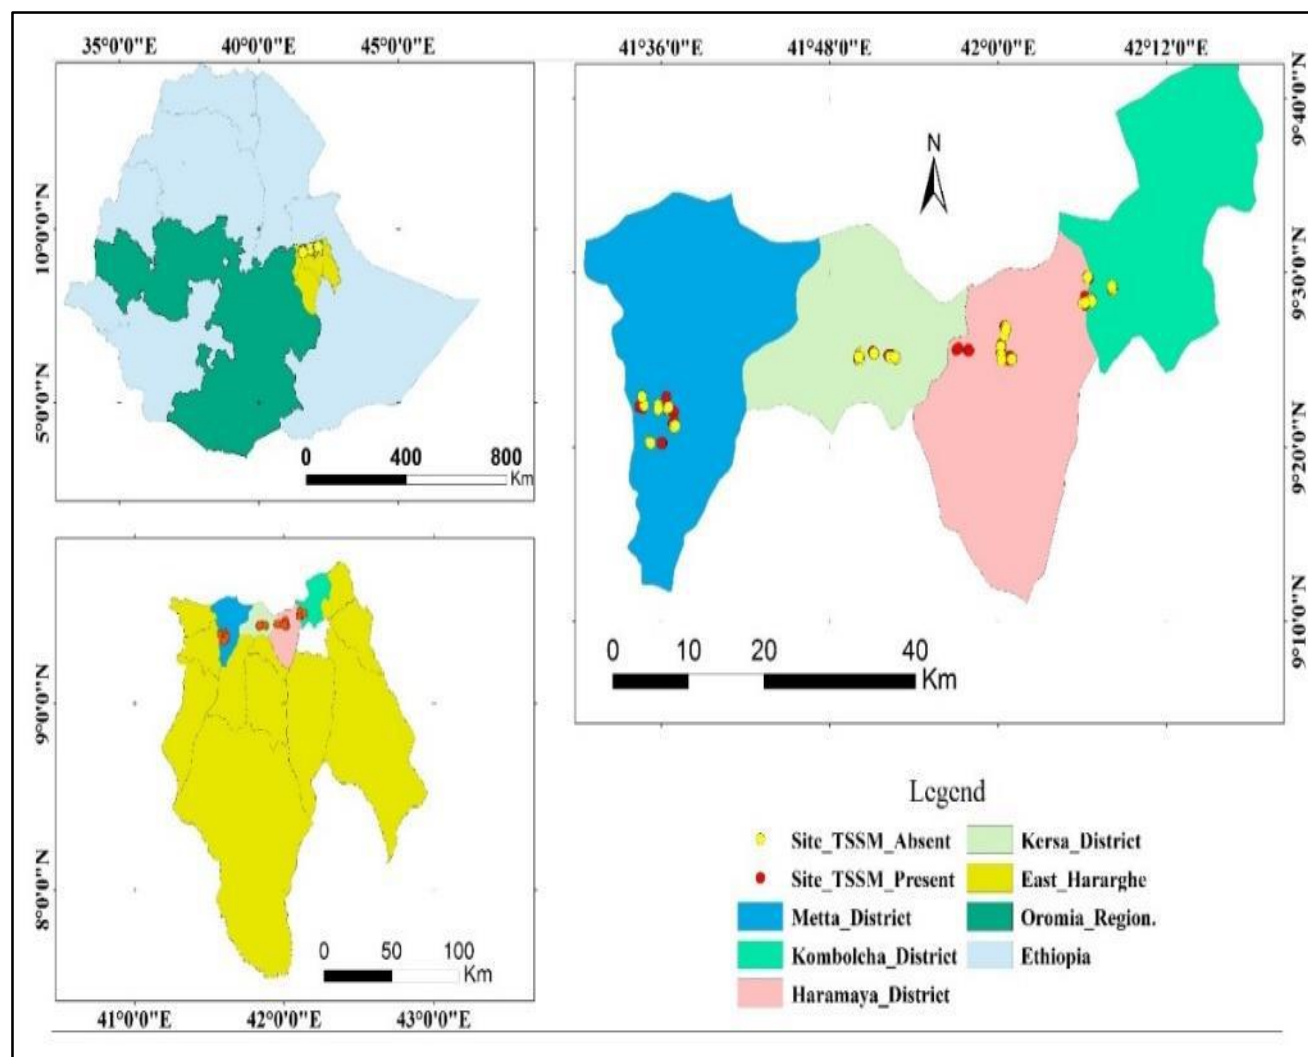 35°0'0"E 40°0'0"E 45°0'0"E
10°0'0"N
5°0'0"N
0 400 800
Km
41°36'0"E 41°48'0"E 42°0'0"E 42°12'0"E
9°40'0"N
9°30'0"N
9°20'0"N
9°10'0"N
N
0 10 20 40
Km
9°0'0"N
8°0'0"N
0 50 100
Km
41°0'0"E 42°0'0"E 43°0'0"E
Legend
Site_TSSM_Absent
Site_TSSM_Present
Metta_District
Kombolcha_District
Haramaya_District
Kersa_District
East_Hararghe
Oromia_Region.
Ethiopia